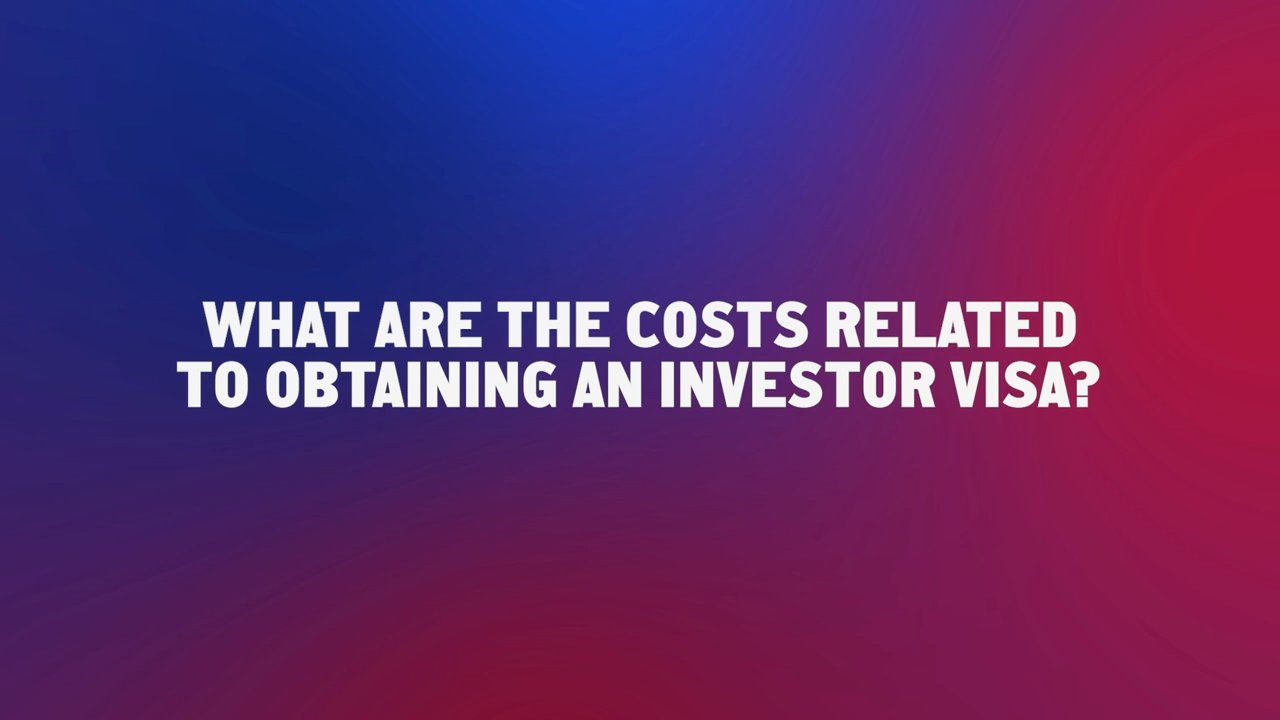 WHAT ARE THE COSTS RELATED
TO OBTAINING AN INVESTOR VISA?